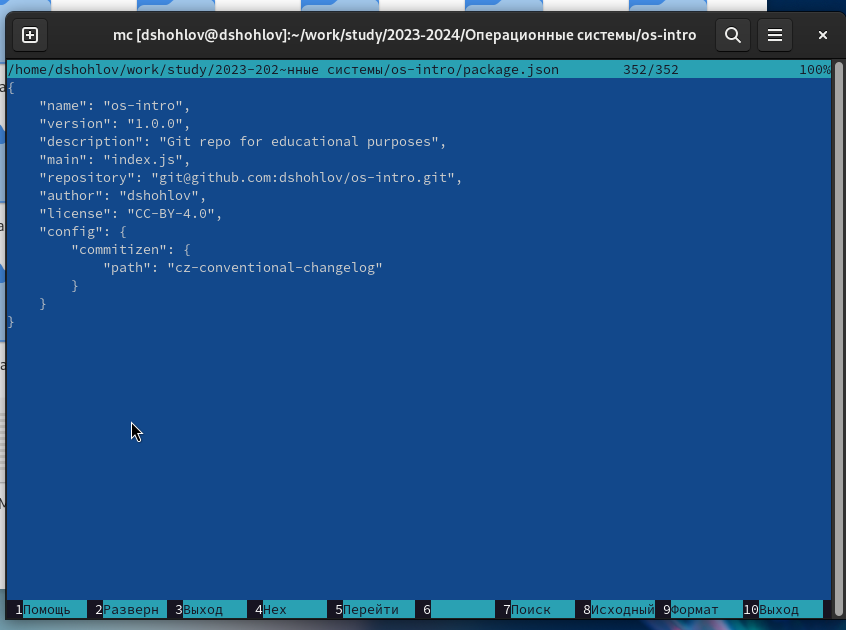 mc [dshohlov@dshohlov]:~/work/study/2023-2024/Операционные системы/os-intro
/home/dshohlov/work/study/2023-202~нные системы/os-intro/package.json 352/352 100%
{
    "name": "os-intro",
    "version": "1.0.0",
    "description": "Git repo for educational purposes",
    "main": "index.js",
    "repository": "git@github.com:dshohlov/os-intro.git",
    "author": "dshohlov",
    "license": "CC-BY-4.0",
    "config": {
        "commitizen": {
            "path": "cz-conventional-changelog"
        }
    }
}
1Помощь 2Разверн 3Выход 4Hex 5Перейти 6 7Поиск 8Исходный 9Формат 10Выход